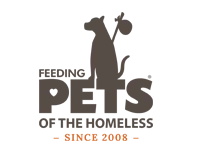 FEEDING
PETS®
OF THE HOMELESS
– SINCE 2008 –